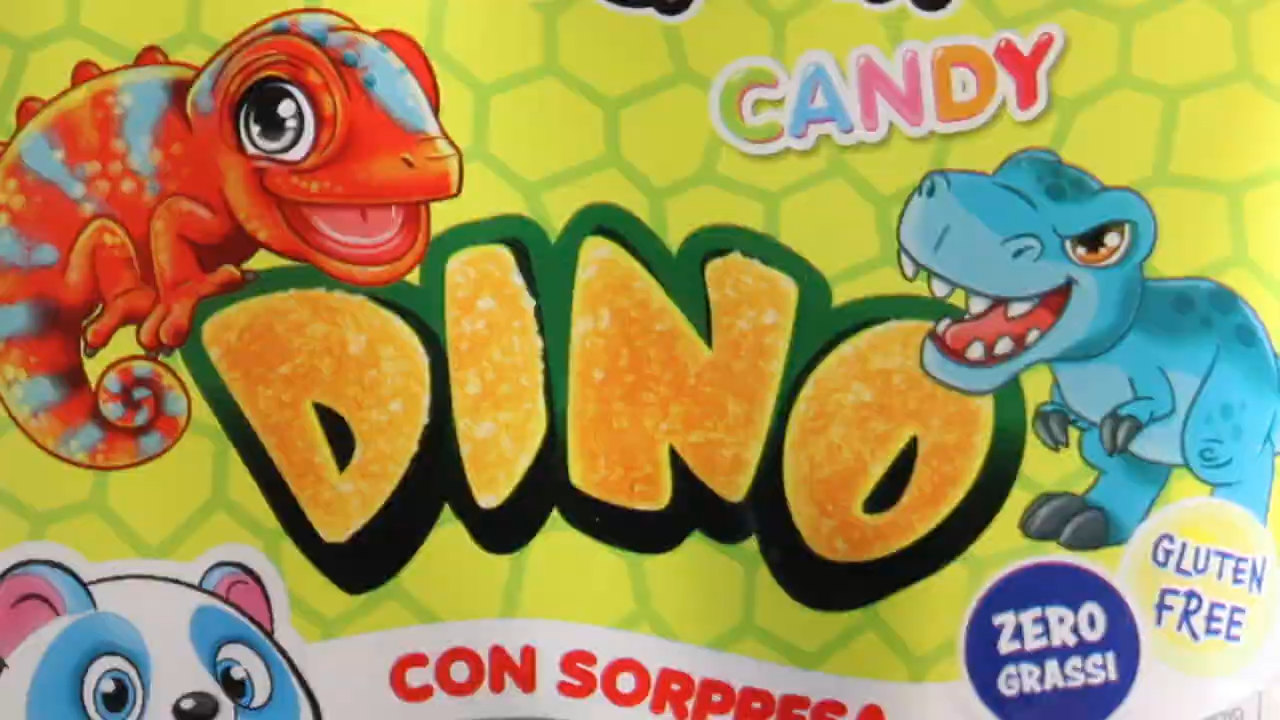 CANDY
DINO
GLUTEN
FREE
ZERO
GRASSI
CON SORPRESA